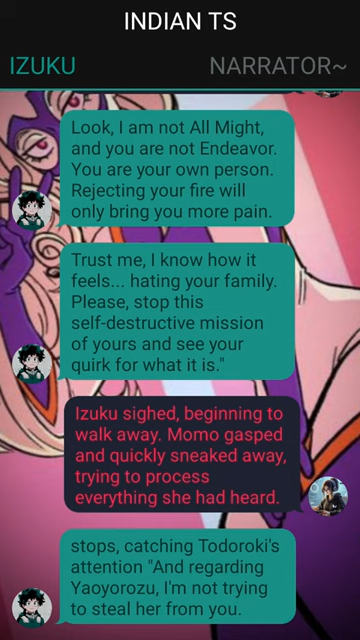 INDIAN TS
IZUKU
NARRATOR~
Look, I am not All Might,
and you are not Endeavor.
You are your own person.
Rejecting your fire will
only bring you more pain.
Trust me, I know how it
feels... hating your family.
Please, stop this
self-destructive mission
of yours and see your
quirk for what it is."
Izuku sighed, beginning to
walk away. Momo gasped
and quickly sneaked away,
trying to process
everything she had heard.
stops, catching Todoroki's
attention "And regarding
Yaoyorozu, I'm not trying
to steal her from you.